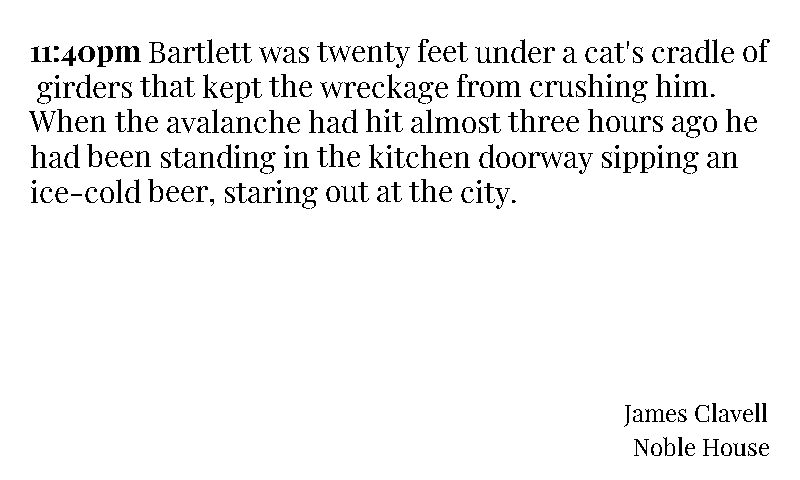 11:40pm Bartlett was twenty feet under a cat's cradle of
girders that kept the wreckage from crushing him.
When the avalanche had hit almost three hours ago he
had been standing in the kitchen doorway sipping an
ice-cold beer, staring out at the city.
James Clavell
Noble House